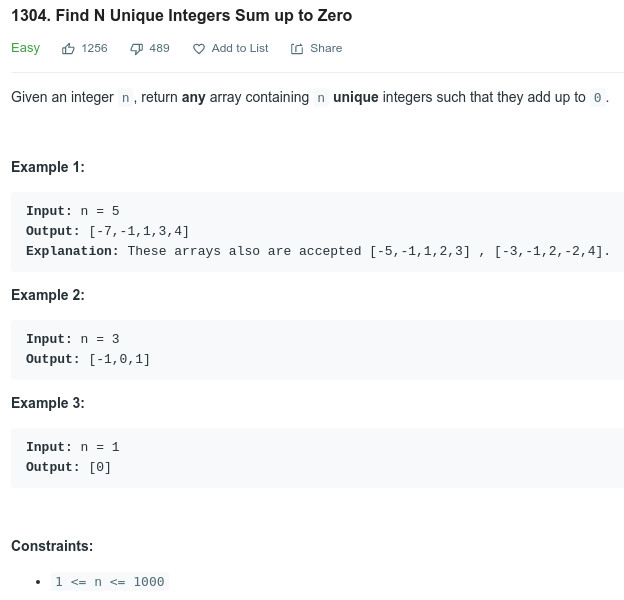 1304. Find N Unique Integers Sum up to Zero
Easy 1256 489 Add to List Share
Given an integer n, return any array containing n unique integers such that they add up to 0.
Example 1:
Input: n = 5
Output: [-7,-1,1,3,4]
Explanation: These arrays also are accepted [-5,-1,1,2,3] , [-3,-1,2,-2,4].
Example 2:
Input: n = 3
Output: [-1,0,1]
Example 3:
Input: n = 1
Output: [0]
Constraints:
• 1 <= n <= 1000